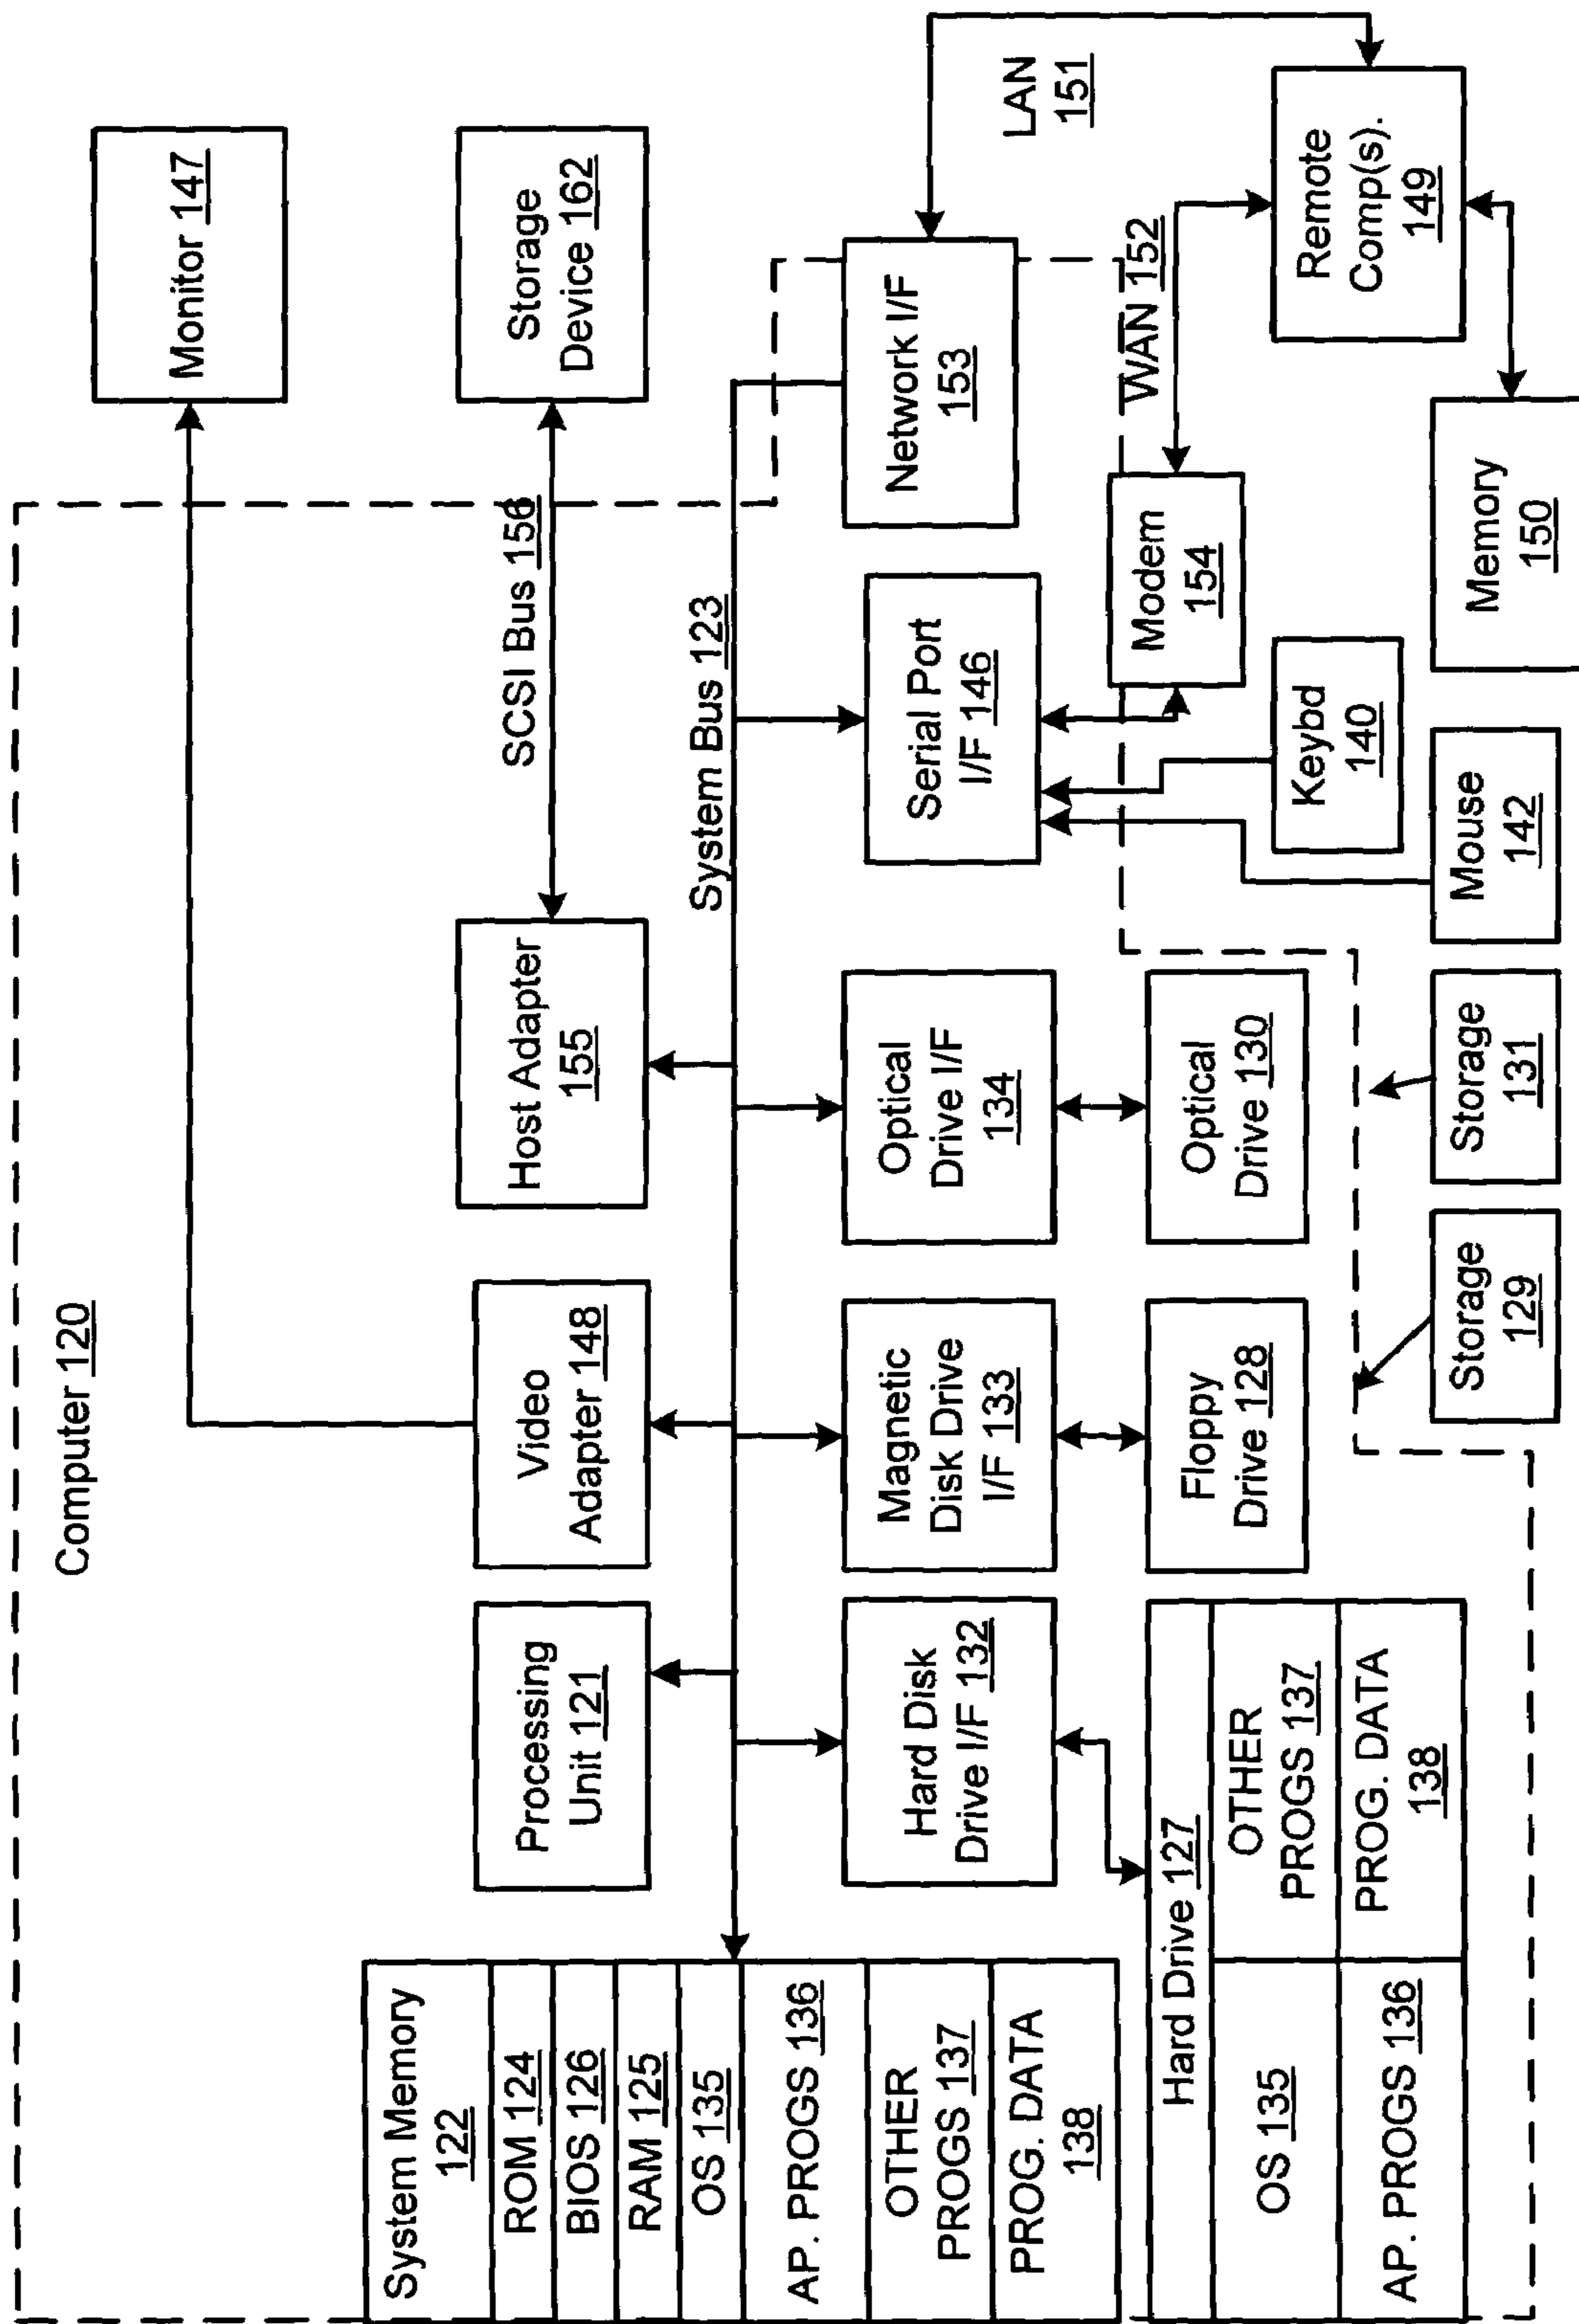 Computer 120
Monitor 147
System Memory
122
ROM 124
BIOS 126
RAM 125
OS 135
AP. PROGS 136
OTHER
PROGS 137
PROG. DATA
138
Processing
Unit 121
Video
Adapter 148
Host Adapter
155
SCSI Bus 156
Storage
Device 162
System Bus 123
Hard Disk
Drive I/F 132
Magnetic
Disk Drive
I/F 133
Optical
Drive I/F
134
Serial Port
I/F 146
Network I/F
153
LAN
151
Hard Drive 127
OS 135
OTHER
PROGS 137
AP. PROGS 136
PROG. DATA
138
Floppy
Drive 128
Optical
Drive 130
Modem
154
WAN 152
Keybd
140
Remote
Comp(s).
149
Storage
129
Storage
131
Mouse
142
Memory
150